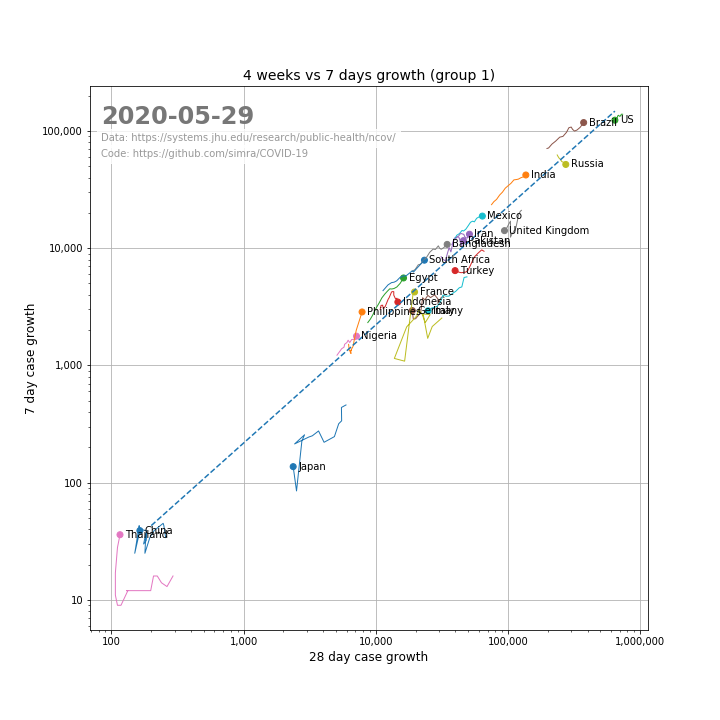 4 weeks vs 7 days growth (group 1)
2020-05-29
Data: https://systems.jhu.edu/research/public-health/ncov/
Code: https://github.com/simra/COVID-19
100,000
10,000
1,000
100
10
7 day case growth
US
Brazil
Russia
India
Mexico
United Kingdom
Iran
Pakistan
Bangladesh
South Africa
Turkey
Egypt
France
Indonesia
Philippines
Italy
Germany
Nigeria
Japan
China
Thailand
100
1,000
10,000
100,000
1,000,000
28 day case growth